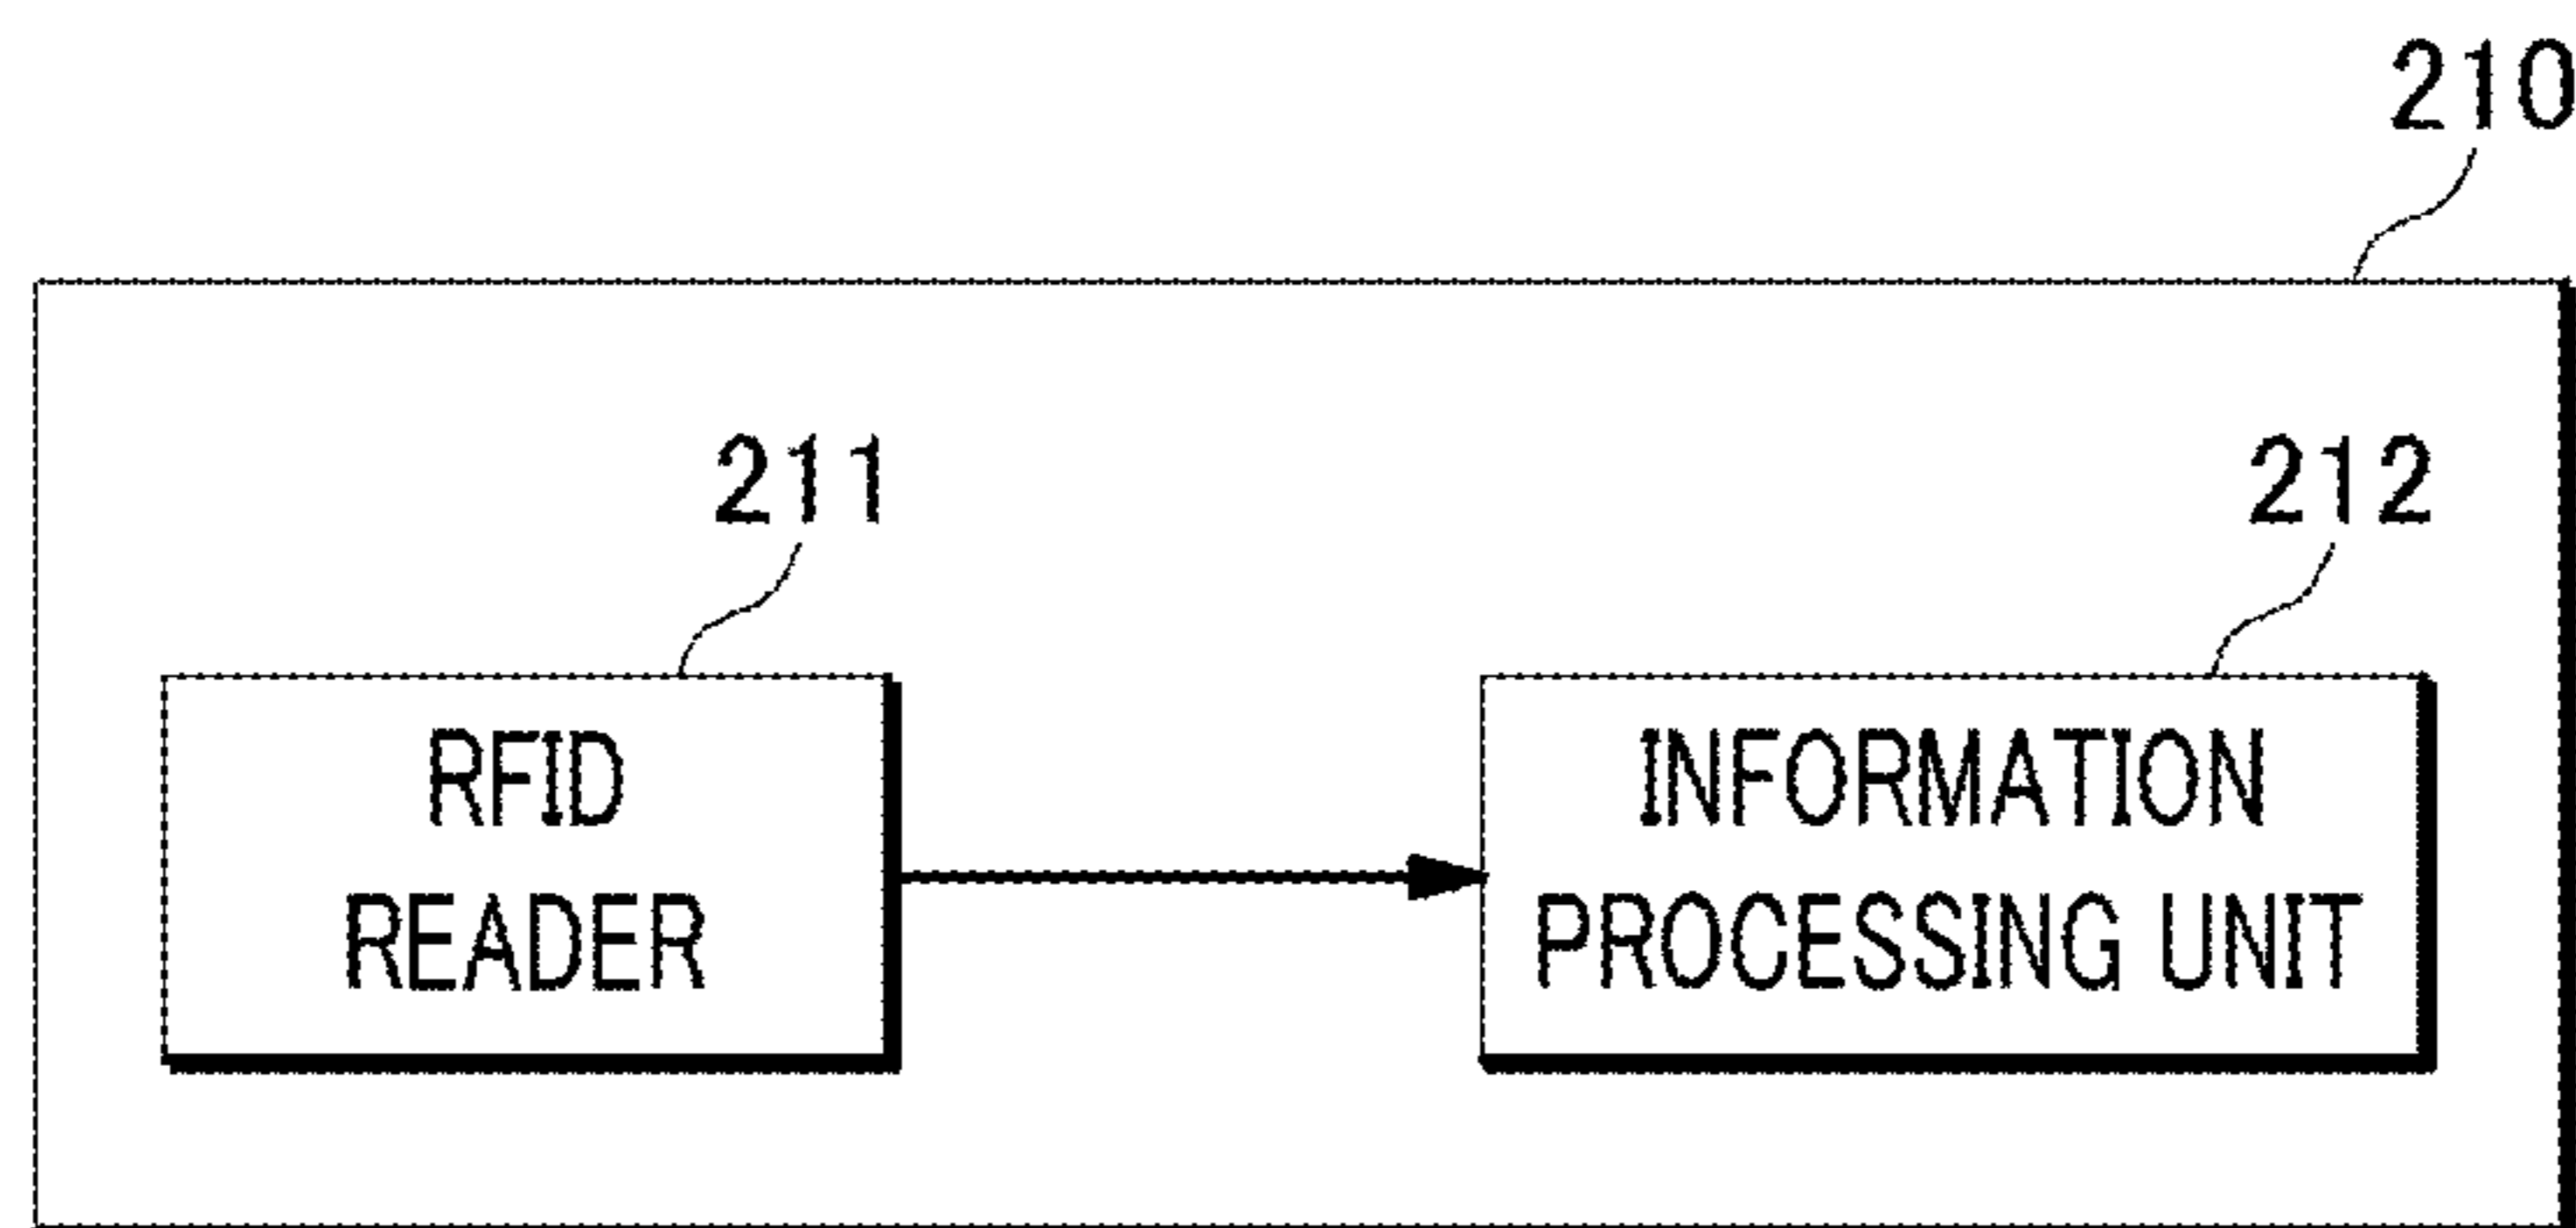 210
211
212
RFID
READER
INFORMATION
PROCESSING UNIT